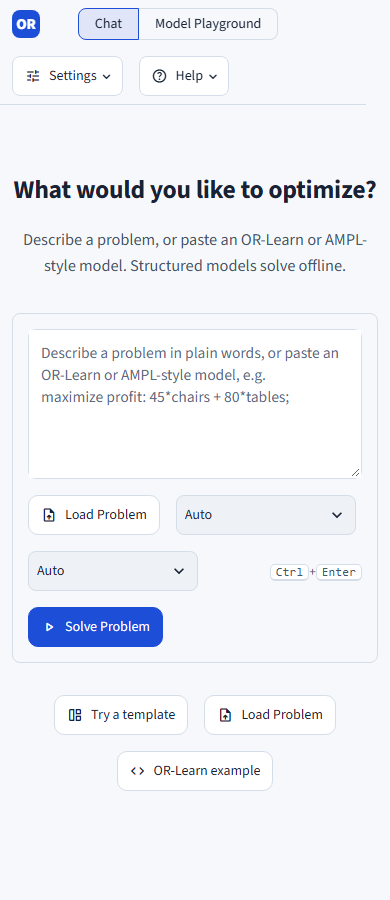 OR
Chat
Model Playground
Settings
Help
What would you like to optimize?
Describe a problem, or paste an OR-Learn or AMPL-
style model. Structured models solve offline.
Describe a problem in plain words, or paste an
OR-Learn or AMPL-style model, e.g.
maximize profit: 45*chairs + 80*tables;
Load Problem
Auto
Auto
Ctrl+Enter
Solve Problem
Try a template
Load Problem
OR-Learn example